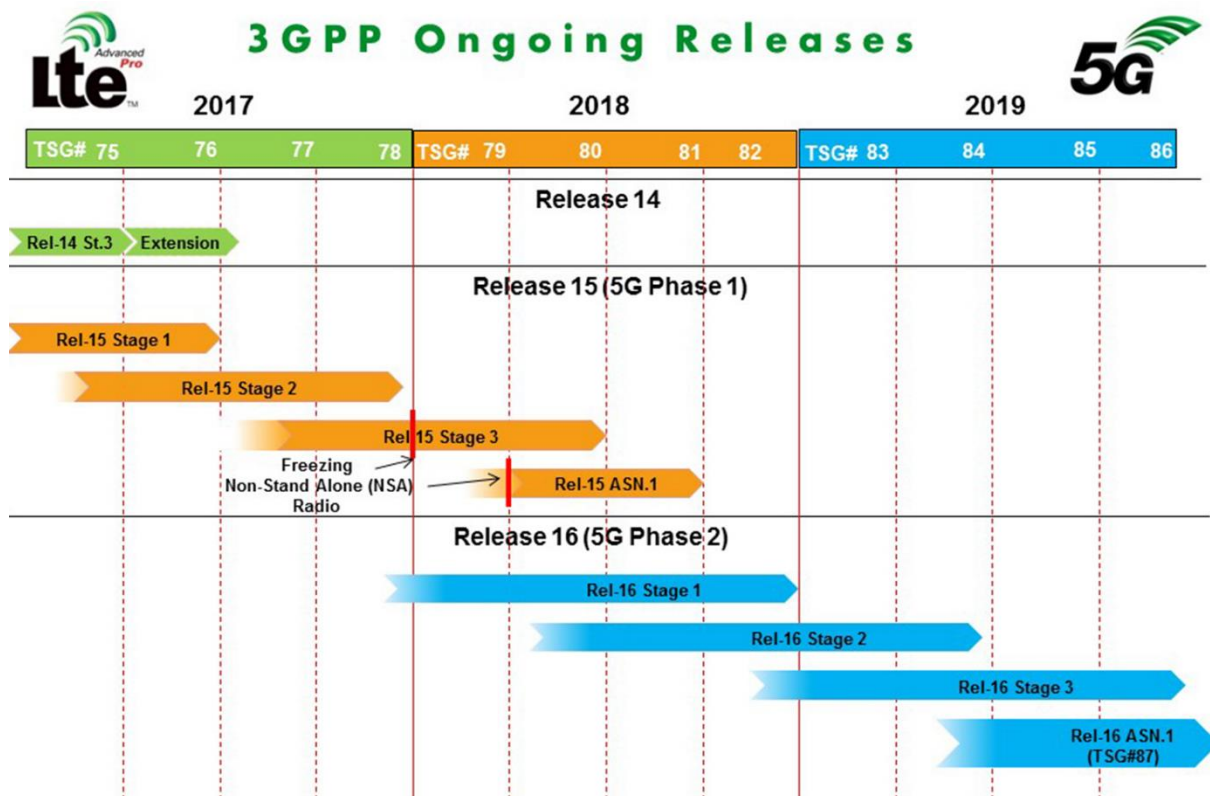 Advanced
Pro
LTE™
3GPP Ongoing Releases
5G
2017
2018
2019
TSG# 75 76 77 78 TSG# 79 80 81 82 TSG# 83 84 85 86
Release 14
Rel-14 St.3 Extension
Release 15 (5G Phase 1)
Rel-15 Stage 1
Rel-15 Stage 2
Rel-15 Stage 3
Freezing
Non-Stand Alone (NSA)
Radio
Rel-15 ASN.1
Release 16 (5G Phase 2)
Rel-16 Stage 1
Rel-16 Stage 2
Rel-16 Stage 3
Rel-16 ASN.1
(TSG#87)